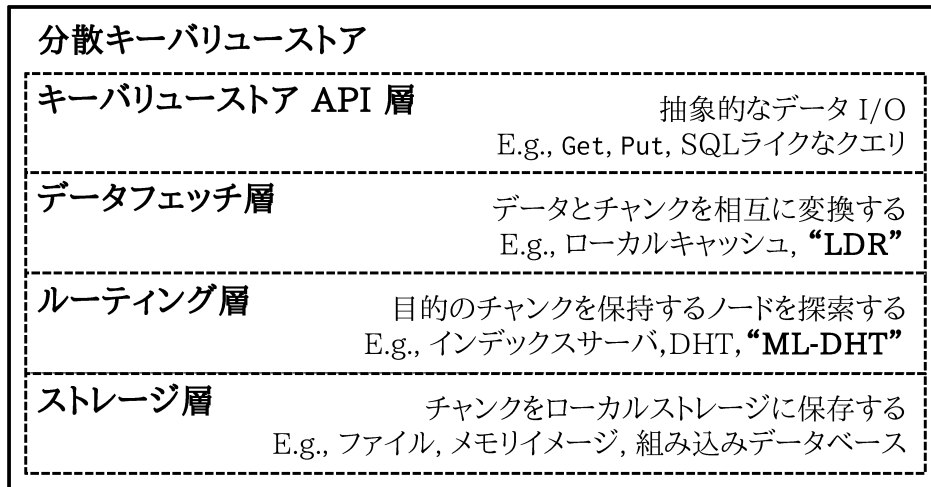 分散キーバリューストア
キーバリューストア API 層
抽象的なデータ I/O
E.g., Get, Put, SQLライクなクエリ
データフェッチ層
データとチャンクを相互に変換する
E.g., ローカルキャッシュ, “LDR”
ルーティング層
目的のチャンクを保持するノードを探索する
E.g., インデックスサーバ,DHT, “ML-DHT”
ストレージ層
チャンクをローカルストレージに保存する
E.g., ファイル, メモリイメージ, 組み込みデータベース